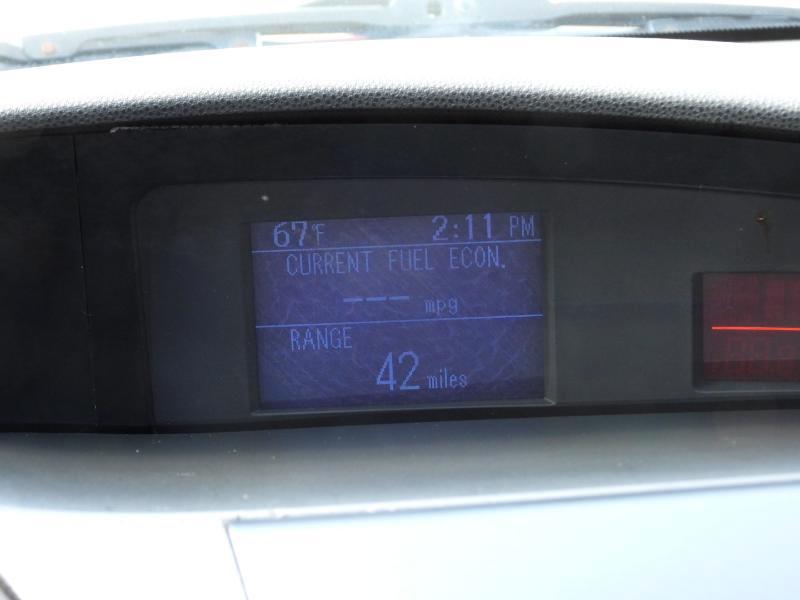 67°F 2:11 PM
CURRENT FUEL ECON.
--- mpg
RANGE
42 miles